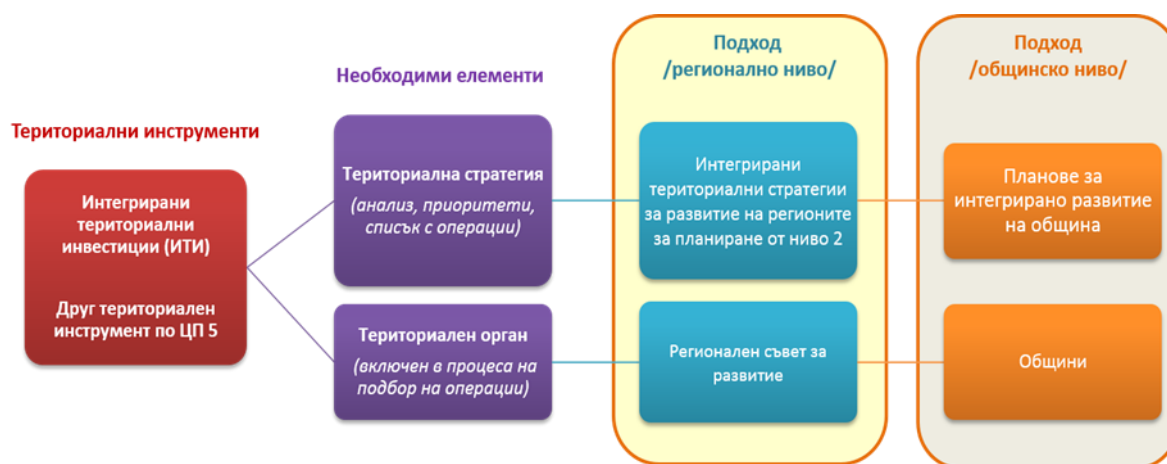 Териториални инструменти
Интегрирани
териториални
инвестиции (ИТИ)
Друг териториален
инструмент по ЦП 5
Необходими елементи
Териториална стратегия
(анализ, приоритети,
списък с операции)
Териториален орган
(включен в процеса на
подбор на операции)
Подход
/регионално ниво/
Интегрирани
териториални стратегии
за развитие на регионите
за планиране от ниво 2
Регионален съвет за
развитие
Подход
/общинско ниво/
Планове за
интегрирано развитие
на община
Общини